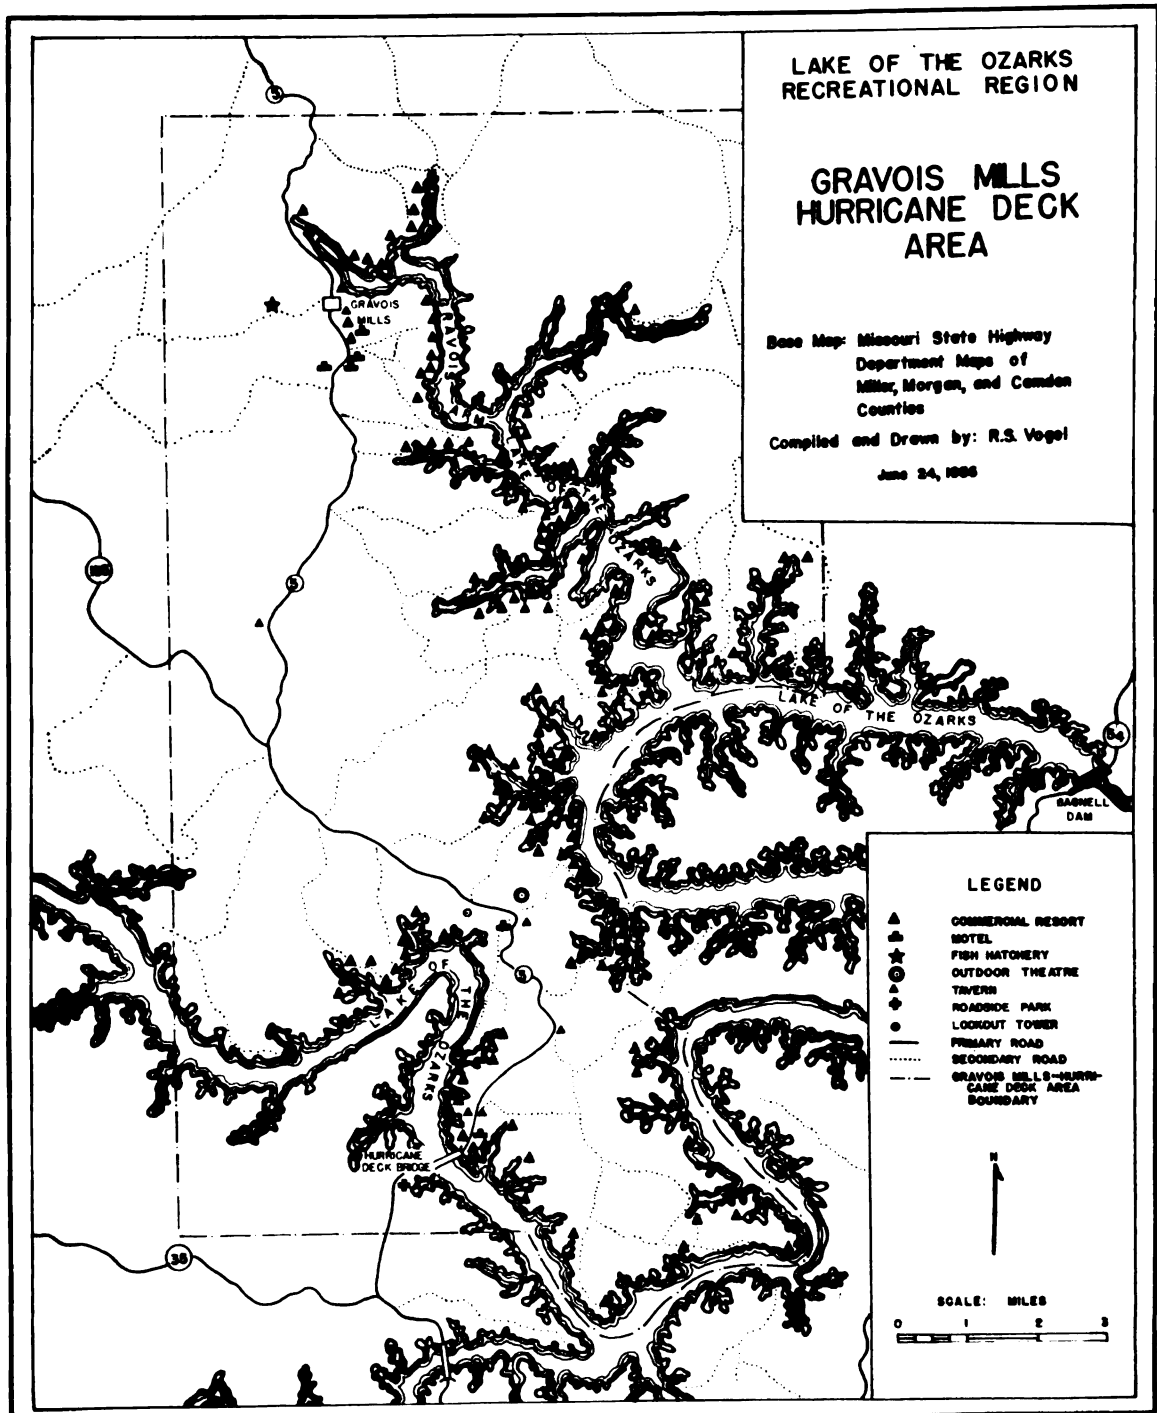 LAKE OF THE OZARKS
RECREATIONAL REGION
GRAVOIS MILLS
HURRICANE DECK
AREA
Base Map: Missouri State Highway
Department Maps of
Miller, Morgan, and Camden
Counties
Compiled and Drawn by: R.S. Vogel
June 24, 1956
5
GRAVOIS
MILLS
GRAVOIS
ARM
LAKE
OF THE
OZARKS
5
LAKE OF THE OZARKS
54
BAGNELL
DAM
LEGEND
COMMERCIAL RESORT
MOTEL
FISH HATCHERY
OUTDOOR THEATRE
TAVERN
ROADSIDE PARK
LOOKOUT TOWER
PRIMARY ROAD
SECONDARY ROAD
GRAVOIS MILLS-HURRI-
CANE DECK AREA
BOUNDARY
5
LAKE OF THE OZARKS
HURRICANE
DECK BRIDGE
N
35
SCALE: MILES
0 1 2 3